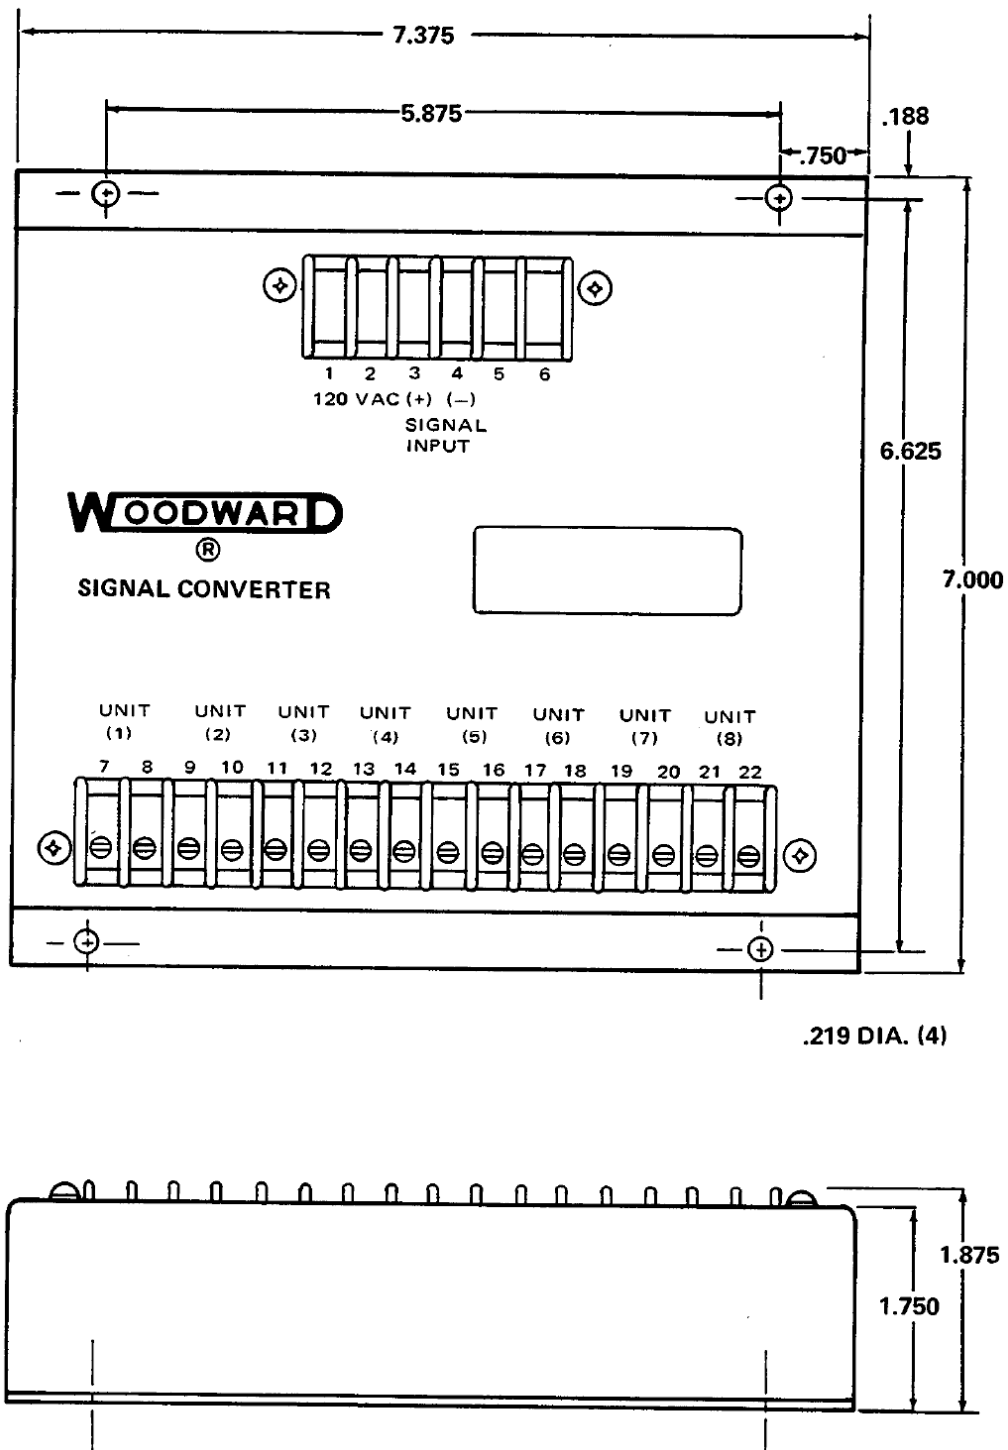 7.375
5.875
.188
.750
1 2 3 4 5 6
120 VAC (+) (−)
SIGNAL
INPUT
6.625
WOODWARD
®
SIGNAL CONVERTER
7.000
UNIT UNIT UNIT UNIT UNIT UNIT UNIT UNIT
(1) (2) (3) (4) (5) (6) (7) (8)
7 8 9 10 11 12 13 14 15 16 17 18 19 20 21 22
.219 DIA. (4)
1.875
1.750